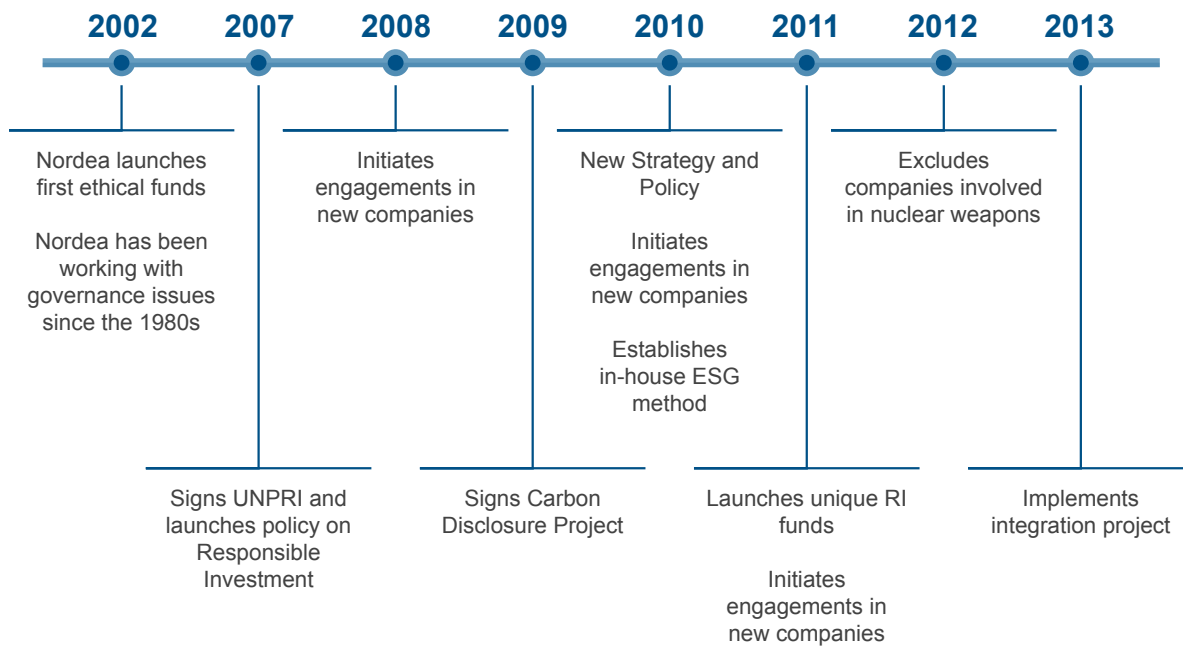 2002 2007 2008 2009 2010 2011 2012 2013
Nordea launches
first ethical funds
Nordea has been
working with
governance issues
since the 1980s
Initiates
engagements in
new companies
New Strategy and
Policy
Initiates
engagements in
new companies
Establishes
in-house ESG
method
Excludes
companies involved
in nuclear weapons
Signs UNPRI and
launches policy on
Responsible
Investment
Signs Carbon
Disclosure Project
Launches unique RI
funds
Initiates
engagements in
new companies
Implements
integration project